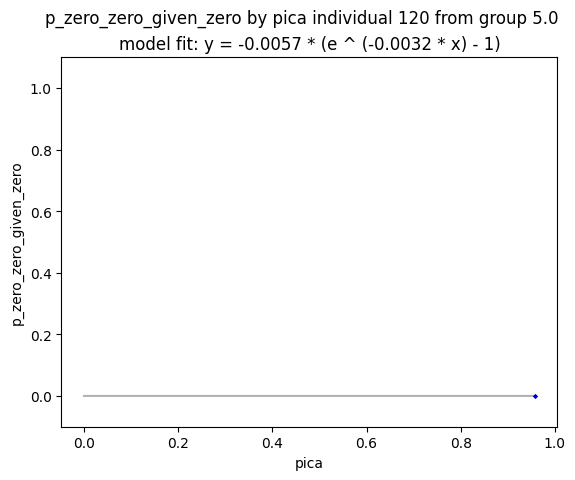 p_zero_zero_given_zero by pica individual 120 from group 5.0
model fit: y = -0.0057 * (e ^ (-0.0032 * x) - 1)
1.0
0.8
0.6
0.4
0.2
0.0
p_zero_zero_given_zero
0.0 0.2 0.4 0.6 0.8 1.0
pica